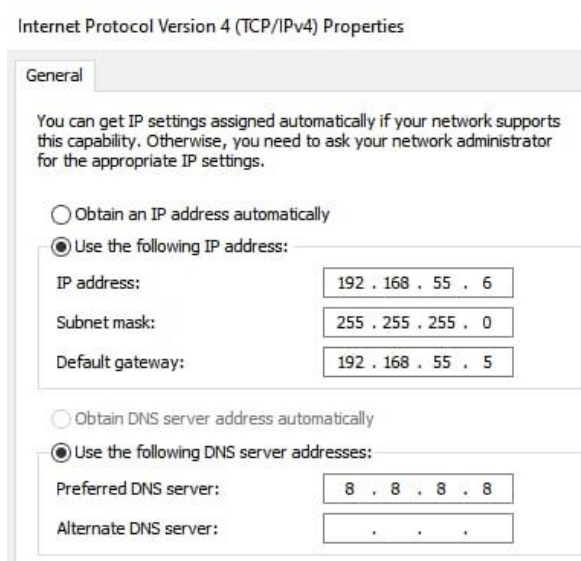 Internet Protocol Version 4 (TCP/IPv4) Properties
General
You can get IP settings assigned automatically if your network supports
this capability. Otherwise, you need to ask your network administrator
for the appropriate IP settings.
Obtain an IP address automatically
Use the following IP address:
IP address: 192 . 168 . 55 . 6
Subnet mask: 255 . 255 . 255 . 0
Default gateway: 192 . 168 . 55 . 5
Obtain DNS server address automatically
Use the following DNS server addresses:
Preferred DNS server: 8 . 8 . 8 . 8
Alternate DNS server: . . .